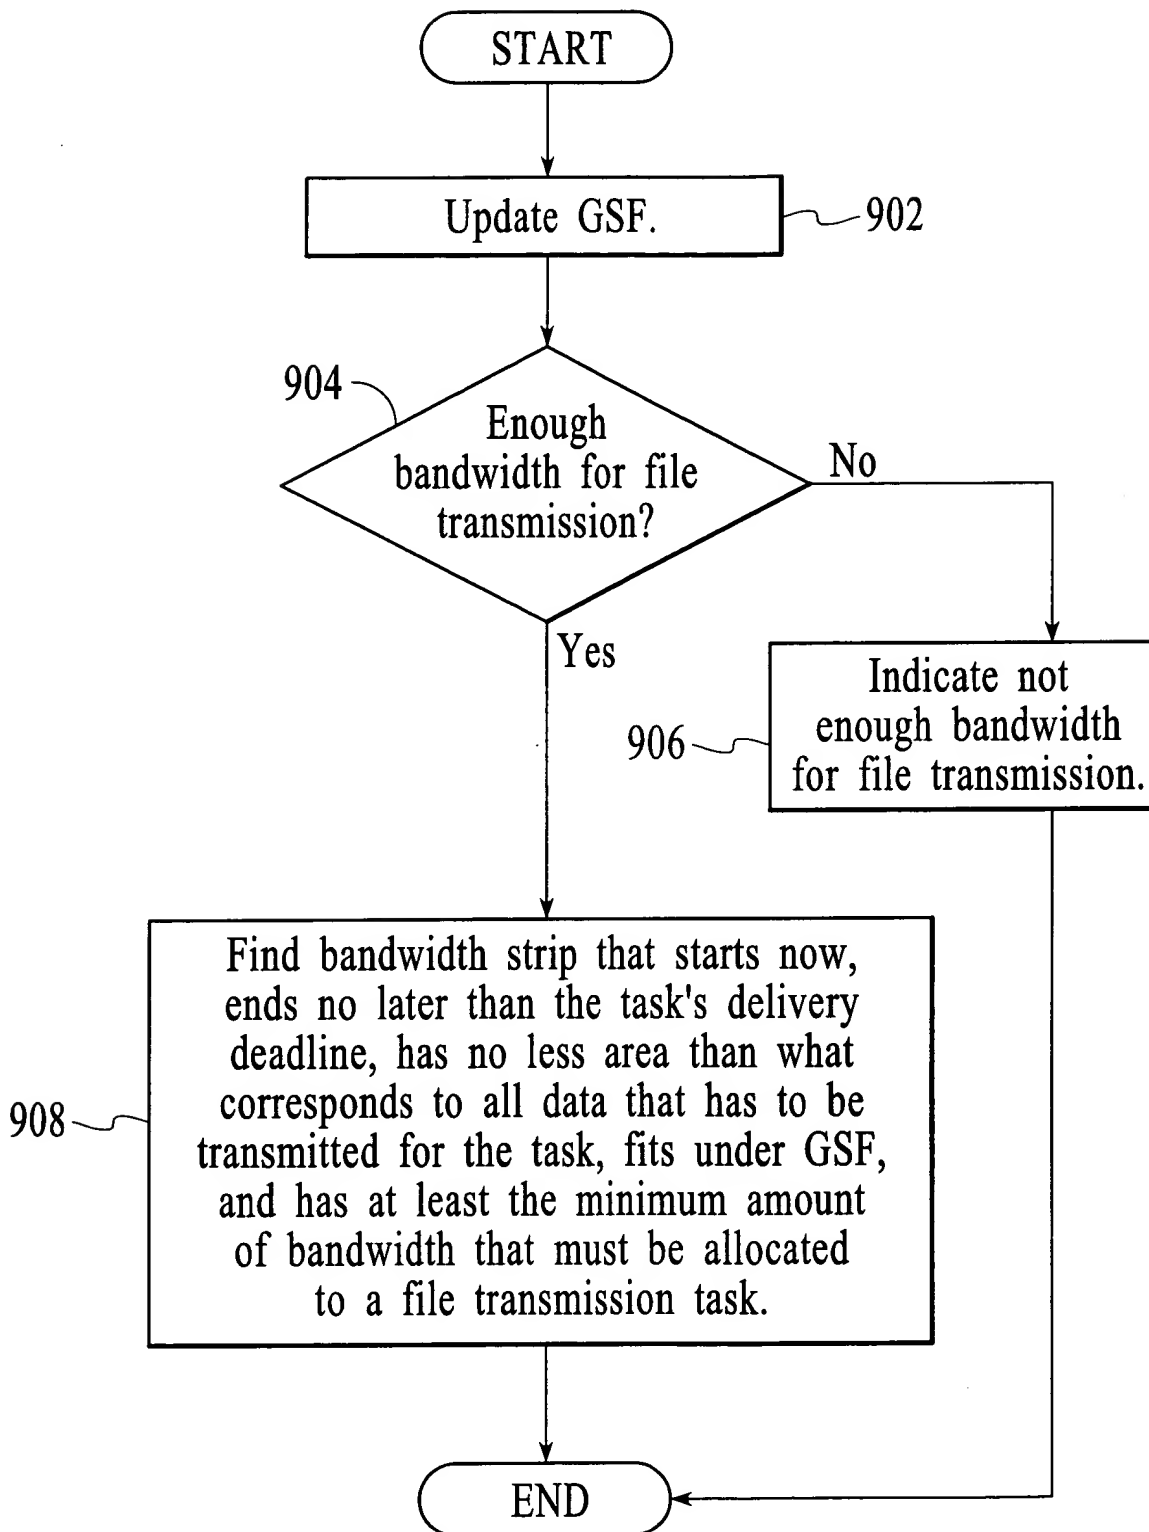 START
Update GSF.
902
904
Enough
bandwidth for file
transmission?
No
Yes
Indicate not
enough bandwidth
for file transmission.
906
Find bandwidth strip that starts now,
ends no later than the task's delivery
deadline, has no less area than what
corresponds to all data that has to be
transmitted for the task, fits under GSF,
and has at least the minimum amount
of bandwidth that must be allocated
to a file transmission task.
908
END